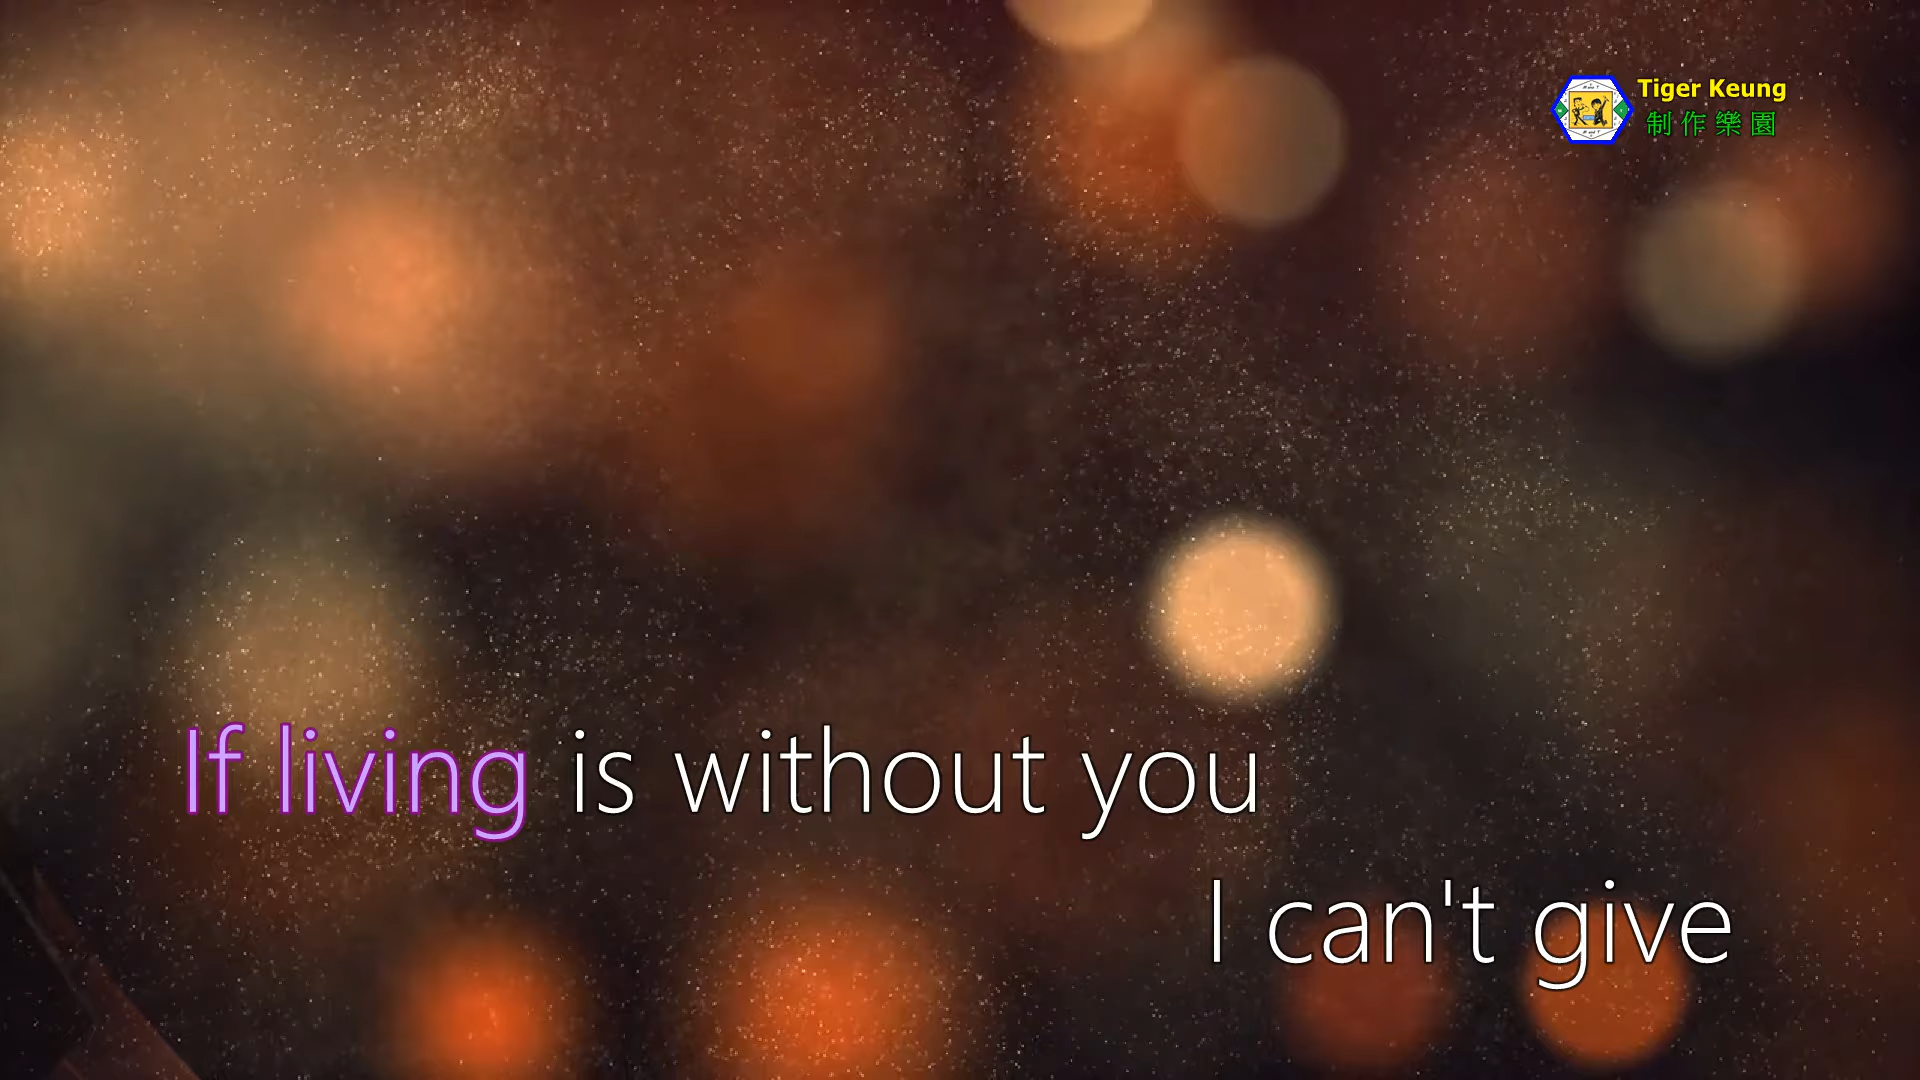 Tiger Keung
制作樂園
If living is without you
I can't give